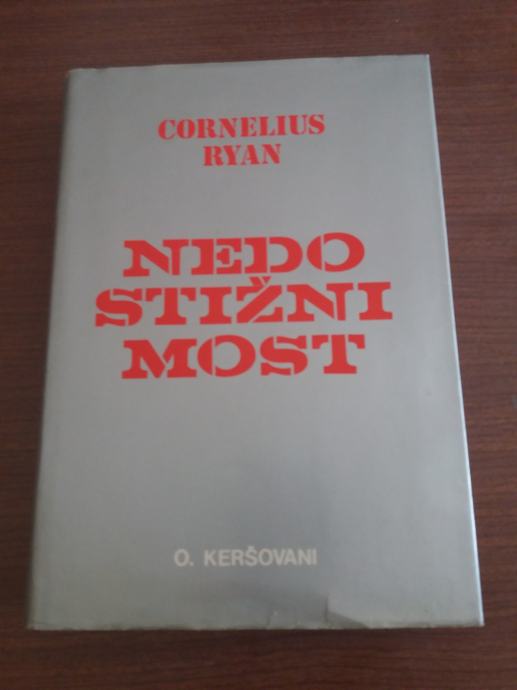 CORNELIUS
RYAN
NEDO
STIŽNI
MOST
O. KERŠOVANI